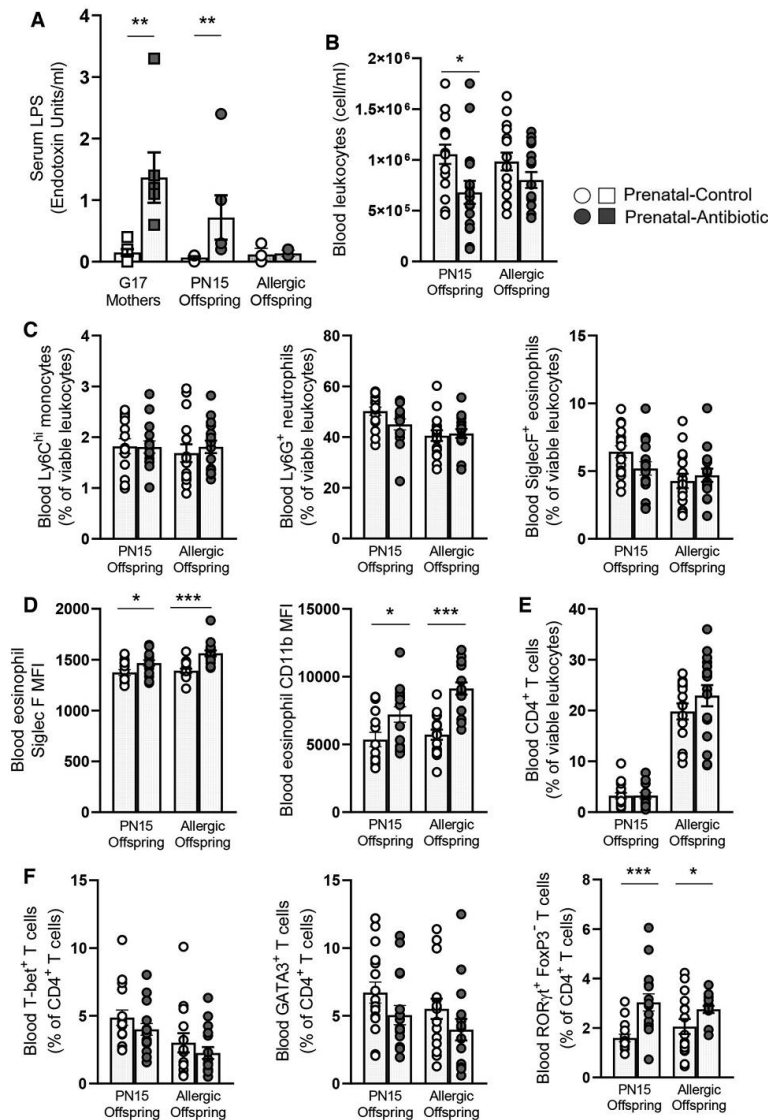 A
Serum LPS
(Endotoxin Units/ml)
4
3
2
1
0
**
**
G17
Mothers
PN15
Offspring
Allergic
Offspring
B
Blood leukocytes (cell/ml)
2×10⁶
1.5×10⁶
1×10⁶
5×10⁵
0
*
PN15
Offspring
Allergic
Offspring
Prenatal-Control
Prenatal-Antibiotic
C
Blood Ly6Cʰⁱ monocytes
(% of viable leukocytes)
4
3
2
1
0
PN15
Offspring
Allergic
Offspring
Blood Ly6G⁺ neutrophils
(% of viable leukocytes)
80
60
40
20
0
PN15
Offspring
Allergic
Offspring
Blood SiglecF⁺ eosinophils
(% of viable leukocytes)
15
10
5
0
PN15
Offspring
Allergic
Offspring
D
Blood eosinophil
Siglec F MFI
2000
1500
1000
500
0
*
***
PN15
Offspring
Allergic
Offspring
Blood eosinophil CD11b MFI
15000
10000
5000
0
*
***
PN15
Offspring
Allergic
Offspring
E
Blood CD4⁺ T cells
(% of viable leukocytes)
40
30
20
10
0
PN15
Offspring
Allergic
Offspring
F
Blood T-bet⁺ T cells
(% of CD4⁺ T cells)
15
10
5
0
PN15
Offspring
Allergic
Offspring
Blood GATA3⁺ T cells
(% of CD4⁺ T cells)
15
10
5
0
PN15
Offspring
Allergic
Offspring
Blood RORγt⁺ FoxP3⁻ T cells
(% of CD4⁺ T cells)
8
6
4
2
0
***
*
PN15
Offspring
Allergic
Offspring